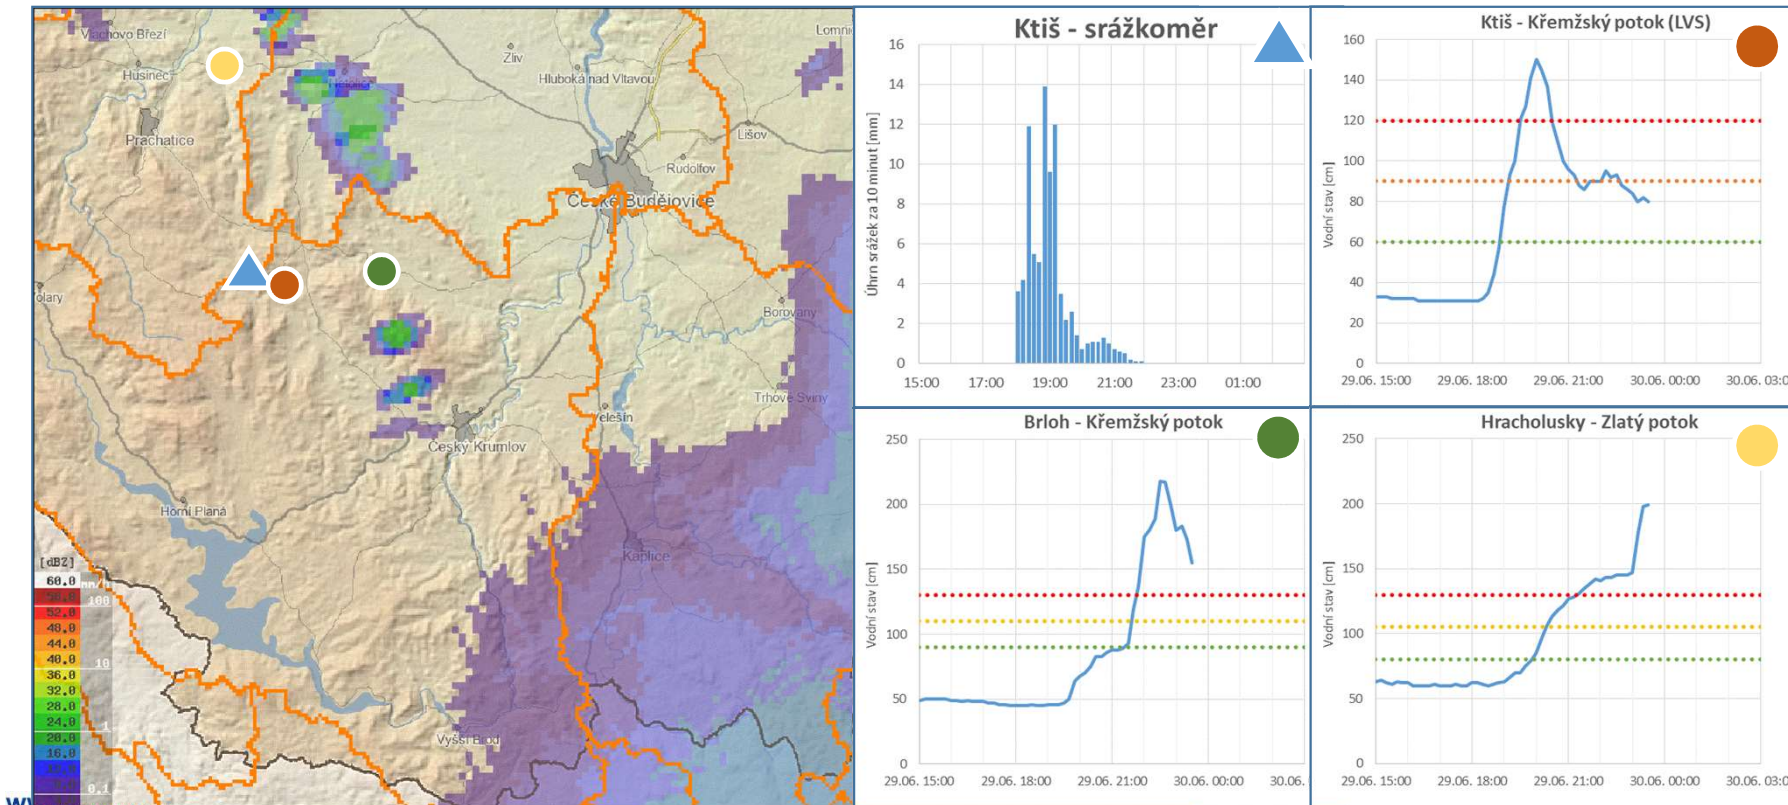 Vlachovo Březí
Husinec
Prachatice
Netolice
Zliv
Hluboká nad Vltavou
Lišov
Rudolfov
České Budějovice
Borovany
Trhové Sviny
Velešín
Český Krumlov
Horní Planá
Kaplice
Vyšší Brod
[dBZ]
60.0
mm/h
56.0
100
52.0
48.0
44.0
40.0
10
36.0
32.0
28.0
24.0
1
20.0
16.0
0.1
Ktiš - srážkoměr
Úhrn srážek za 10 minut [mm]
16
14
12
10
8
6
4
2
0
15:00 17:00 19:00 21:00 23:00 01:00
Ktiš - Křemžský potok (LVS)
Vodní stav [cm]
160
140
120
100
80
60
40
20
0
29.06. 15:00 29.06. 18:00 29.06. 21:00 30.06. 00:00 30.06. 03:0
Brloh - Křemžský potok
Vodní stav [cm]
250
200
150
100
50
0
29.06. 15:00 29.06. 18:00 29.06. 21:00 30.06. 00:00 30.06.
Hracholusky - Zlatý potok
Vodní stav [cm]
250
200
150
100
50
0
29.06. 15:00 29.06. 18:00 29.06. 21:00 30.06. 00:00 30.06. 03:0